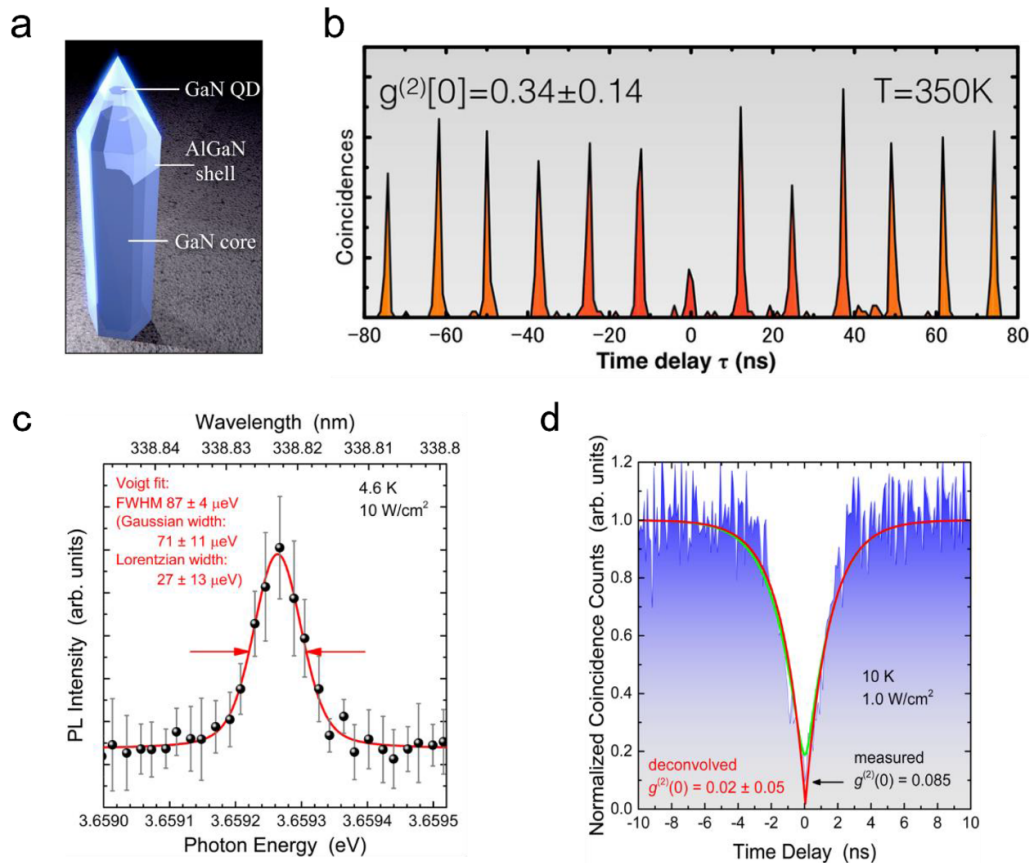 a
GaN QD
AlGaN
shell
GaN core
b
g⁽²⁾[0]=0.34±0.14
T=350K
Coincidences
−80 −60 −40 −20 0 20 40 60 80
Time delay τ (ns)
c
Wavelength (nm)
338.84 338.83 338.82 338.81 338.8
Voigt fit:
FWHM 87 ± 4 µeV
(Gaussian width:
71 ± 11 µeV
Lorentzian width:
27 ± 13 µeV)
4.6 K
10 W/cm²
PL Intensity (arb. units)
3.6590 3.6591 3.6592 3.6593 3.6594 3.6595
Photon Energy (eV)
d
Normalized Coincidence Counts (arb. units)
1.2
1.0
0.8
0.6
0.4
0.2
0.0
10 K
1.0 W/cm²
deconvolved
g⁽²⁾(0) = 0.02 ± 0.05
measured
g⁽²⁾(0) = 0.085
-10 -8 -6 -4 -2 0 2 4 6 8 10
Time Delay (ns)